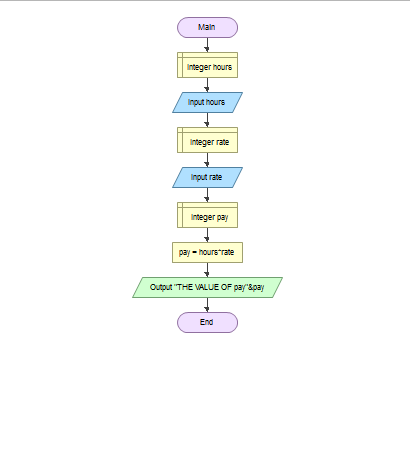 Main
Integer hours
Input hours
Integer rate
Input rate
Integer pay
pay = hours*rate
Output "THE VALUE OF pay"&pay
End